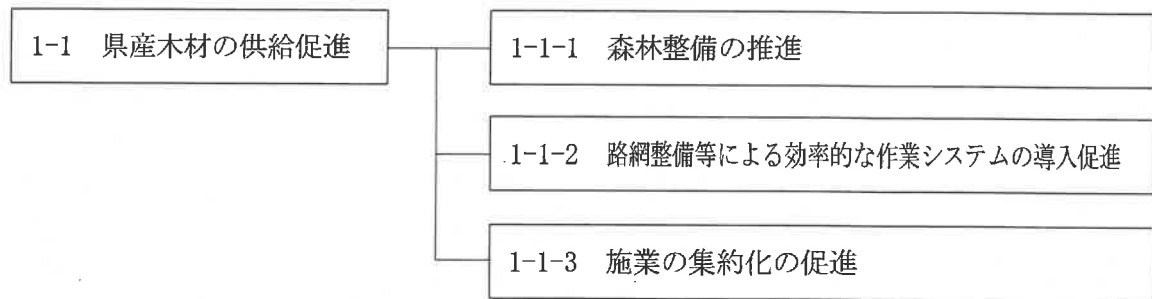 1-1 県産木材の供給促進
1-1-1 森林整備の推進
1-1-2 路網整備等による効率的な作業システムの導入促進
1-1-3 施業の集約化の促進